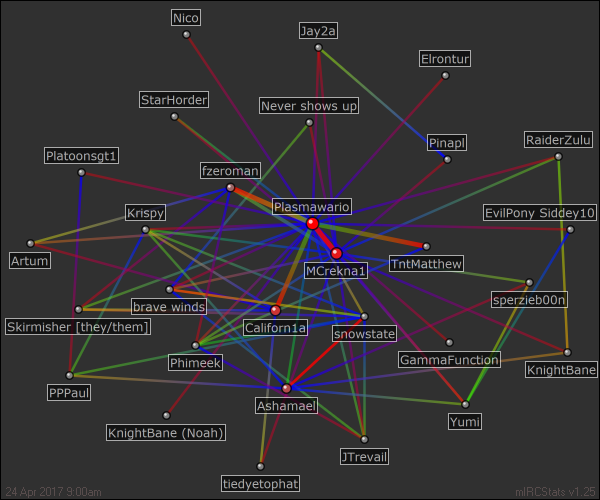 Nico
Jay2a
Elrontur
StarHorder
Never shows up
Pinapl
RaiderZulu
Platoonsgt1
fzeroman
Plasmawario
Krispy
EvilPony Siddey10
Artum
MCrekna1
TntMatthew
sperzieb00n
brave winds
Skirmisher [they/them]
Californ1a
snowstate
Phimeek
GammaFunction
KnightBane
PPPaul
Ashamael
Yumi
KnightBane (Noah)
JTrevail
tiedyetophat
24 Apr 2017 9:00am
mIRCStats v1.25